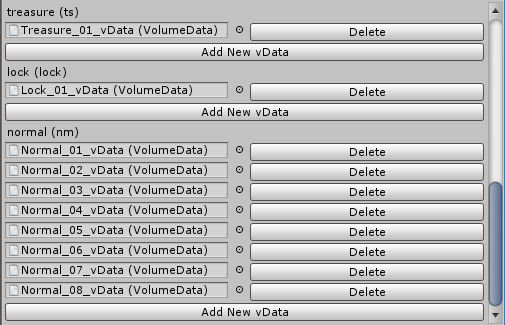 treasure (ts)
Treasure_01_vData (VolumeData) Delete
Add New vData
lock (lock)
Lock_01_vData (VolumeData) Delete
Add New vData
normal (nm)
Normal_01_vData (VolumeData) Delete
Normal_02_vData (VolumeData) Delete
Normal_03_vData (VolumeData) Delete
Normal_04_vData (VolumeData) Delete
Normal_05_vData (VolumeData) Delete
Normal_06_vData (VolumeData) Delete
Normal_07_vData (VolumeData) Delete
Normal_08_vData (VolumeData) Delete
Add New vData